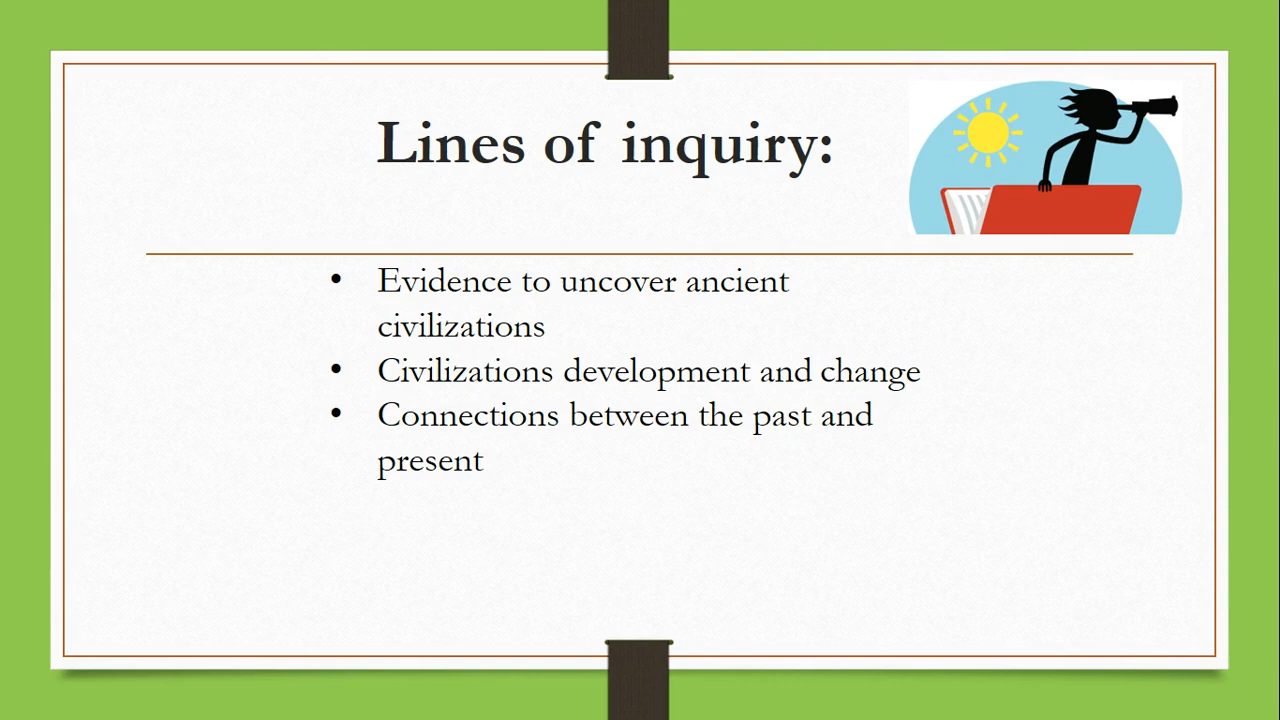 Lines of inquiry:
• Evidence to uncover ancient
civilizations
• Civilizations development and change
• Connections between the past and
present